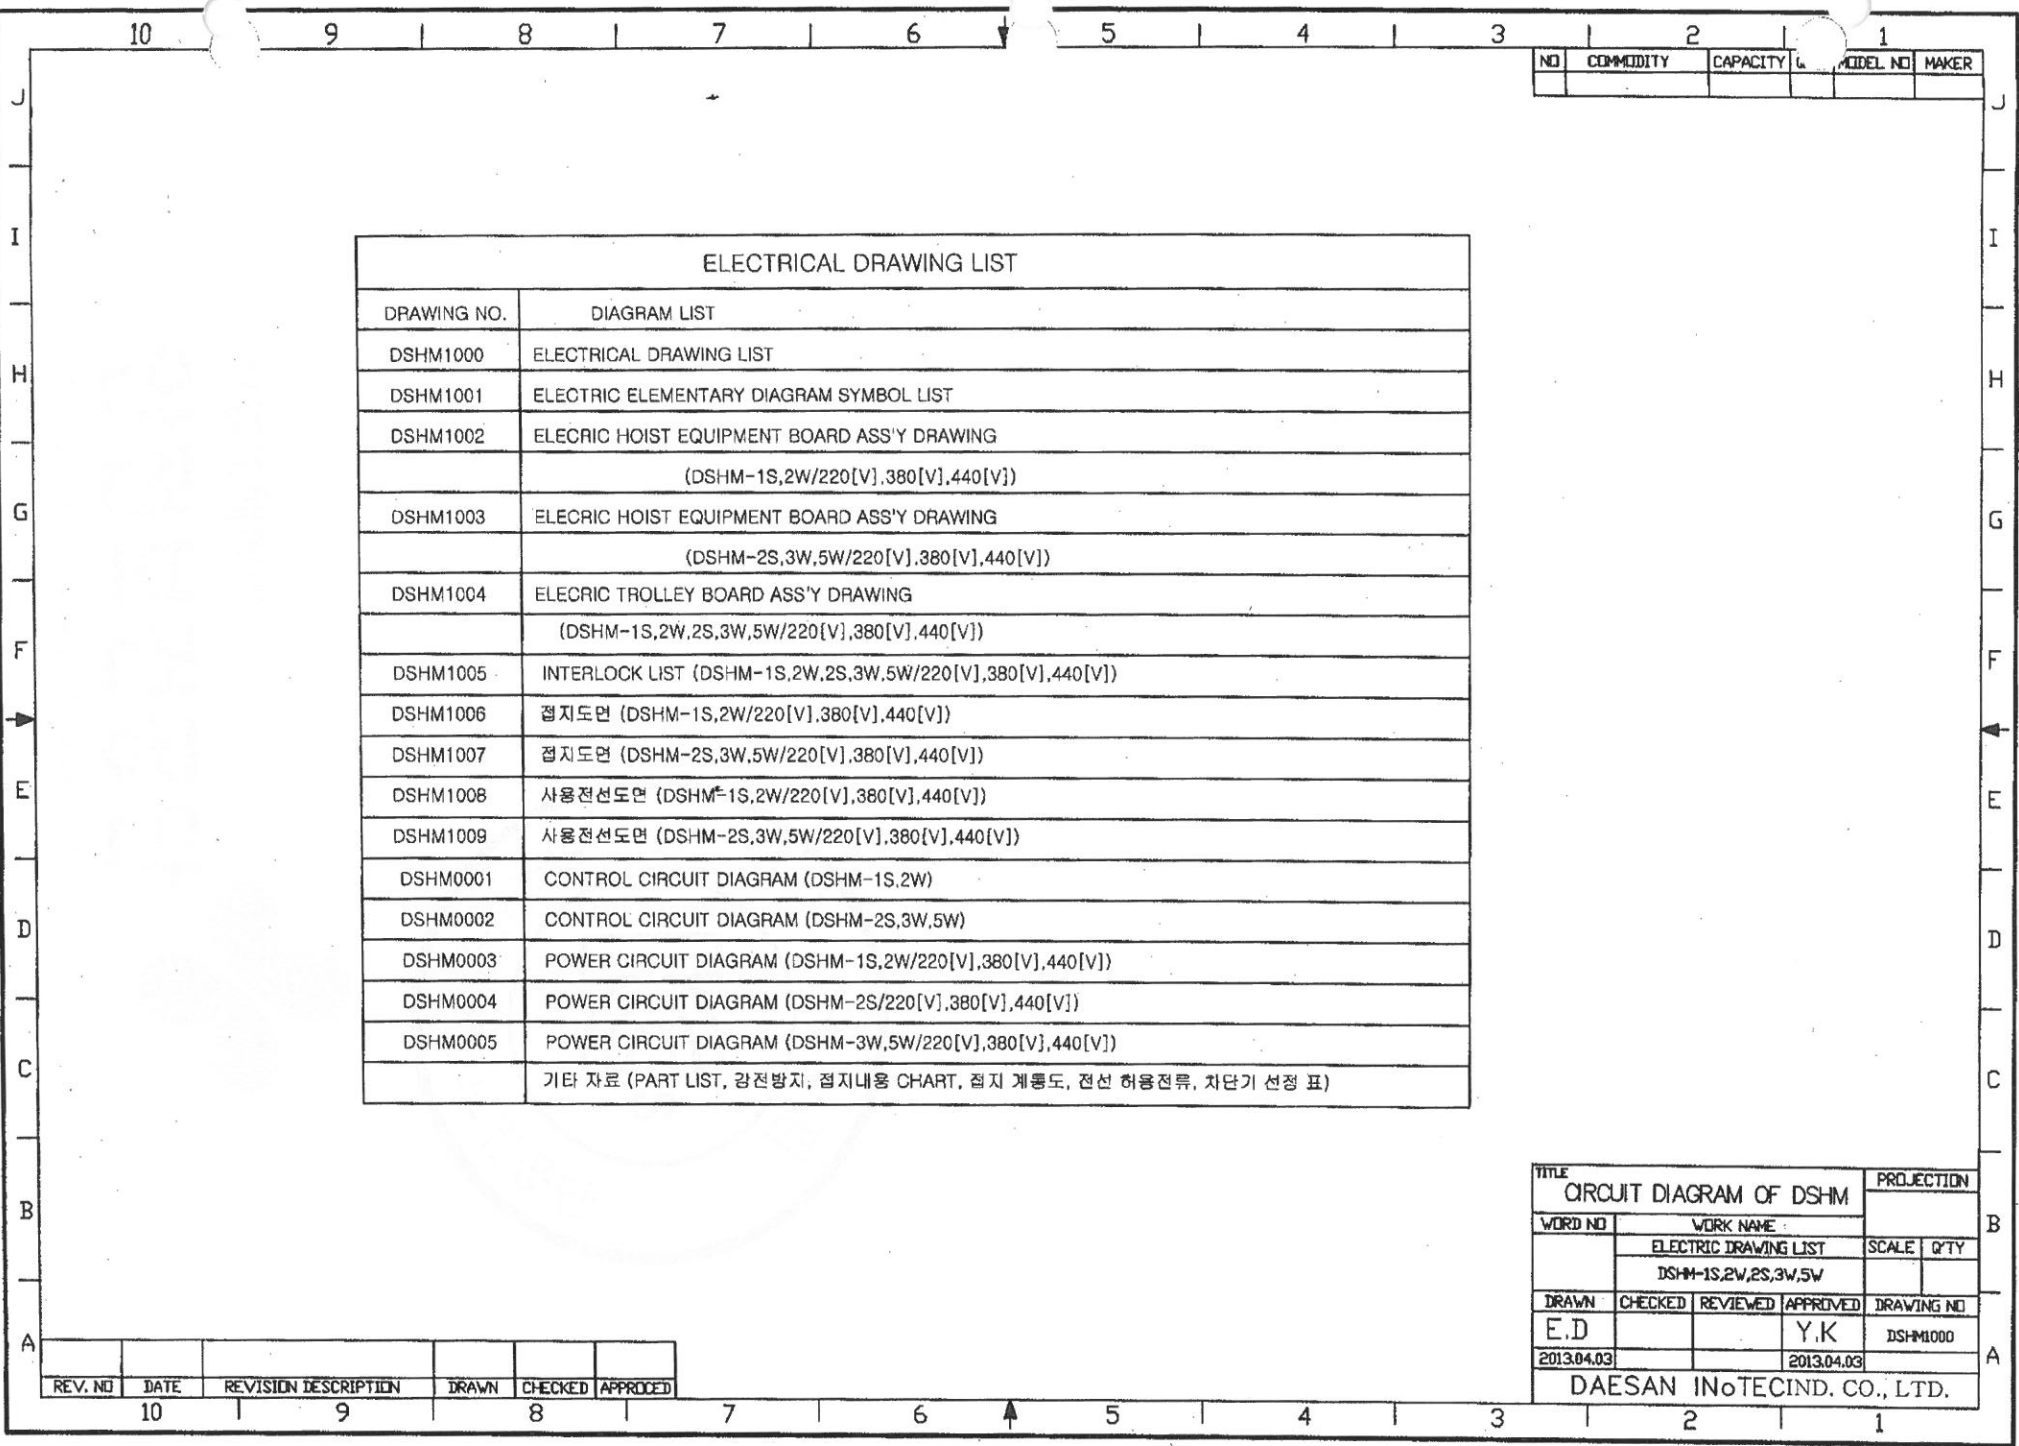 10 9 8 7 6 5 4 3 2 1
NO COMMODITY CAPACITY MODEL NO MAKER
J J
I I
H H
G G
F F
E E
D D
C C
B B
A A
ELECTRICAL DRAWING LIST
DRAWING NO. DIAGRAM LIST
DSHM1000 ELECTRICAL DRAWING LIST
DSHM1001 ELECTRIC ELEMENTARY DIAGRAM SYMBOL LIST
DSHM1002 ELECRIC HOIST EQUIPMENT BOARD ASS'Y DRAWING
(DSHM-1S,2W/220[V],380[V],440[V])
DSHM1003 ELECRIC HOIST EQUIPMENT BOARD ASS'Y DRAWING
(DSHM-2S,3W,5W/220[V],380[V],440[V])
DSHM1004 ELECRIC TROLLEY BOARD ASS'Y DRAWING
(DSHM-1S,2W,2S,3W,5W/220[V],380[V],440[V])
DSHM1005 INTERLOCK LIST (DSHM-1S,2W,2S,3W,5W/220[V],380[V],440[V])
DSHM1006 접지도면 (DSHM-1S,2W/220[V],380[V],440[V])
DSHM1007 접지도면 (DSHM-2S,3W,5W/220[V],380[V],440[V])
DSHM1008 사용전선도면 (DSHM-1S,2W/220[V],380[V],440[V])
DSHM1009 사용전선도면 (DSHM-2S,3W,5W/220[V],380[V],440[V])
DSHM0001 CONTROL CIRCUIT DIAGRAM (DSHM-1S,2W)
DSHM0002 CONTROL CIRCUIT DIAGRAM (DSHM-2S,3W,5W)
DSHM0003 POWER CIRCUIT DIAGRAM (DSHM-1S,2W/220[V],380[V],440[V])
DSHM0004 POWER CIRCUIT DIAGRAM (DSHM-2S/220[V],380[V],440[V])
DSHM0005 POWER CIRCUIT DIAGRAM (DSHM-3W,5W/220[V],380[V],440[V])
기타 자료 (PART LIST, 감전방지, 접지내용 CHART, 접지 계통도, 전선 허용전류, 차단기 선정 표)
TITLE PROJECTION
CIRCUIT DIAGRAM OF DSHM
WORD NO WORK NAME
ELECTRIC DRAWING LIST SCALE Q'TY
DSHM-1S,2W,2S,3W,5W
DRAWN CHECKED REVIEWED APPROVED DRAWING NO
E.D Y.K DSHM1000
2013.04.03 2013.04.03
DAESAN INoTECIND. CO., LTD.
REV. NO DATE REVISION DESCRIPTION DRAWN CHECKED APPROCED
10 9 8 7 6 5 4 3 2 1